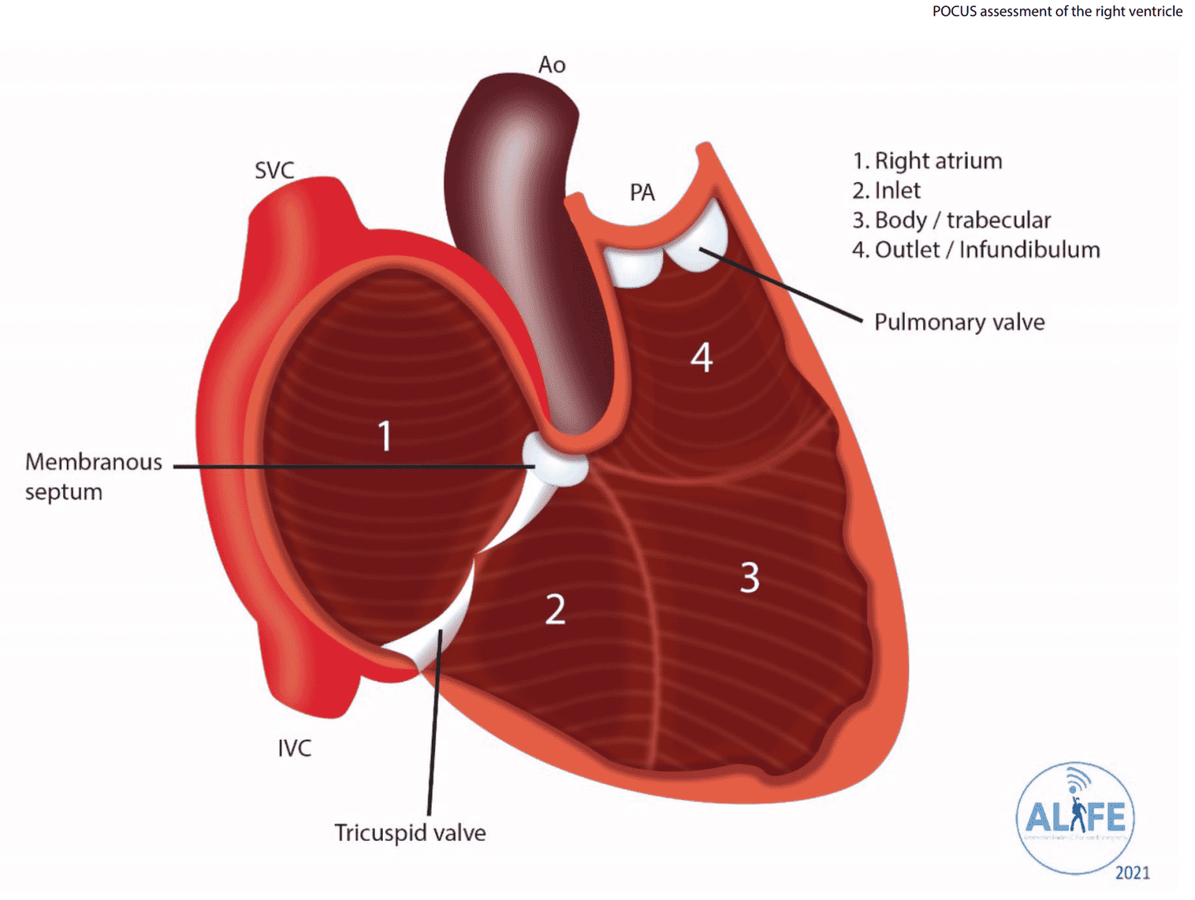 POCUS assessment of the right ventricle
Ao
SVC
PA
1. Right atrium
2. Inlet
3. Body / trabecular
4. Outlet / Infundibulum
Pulmonary valve
4
1
Membranous
septum
3
2
IVC
Tricuspid valve
ALIFE
2021